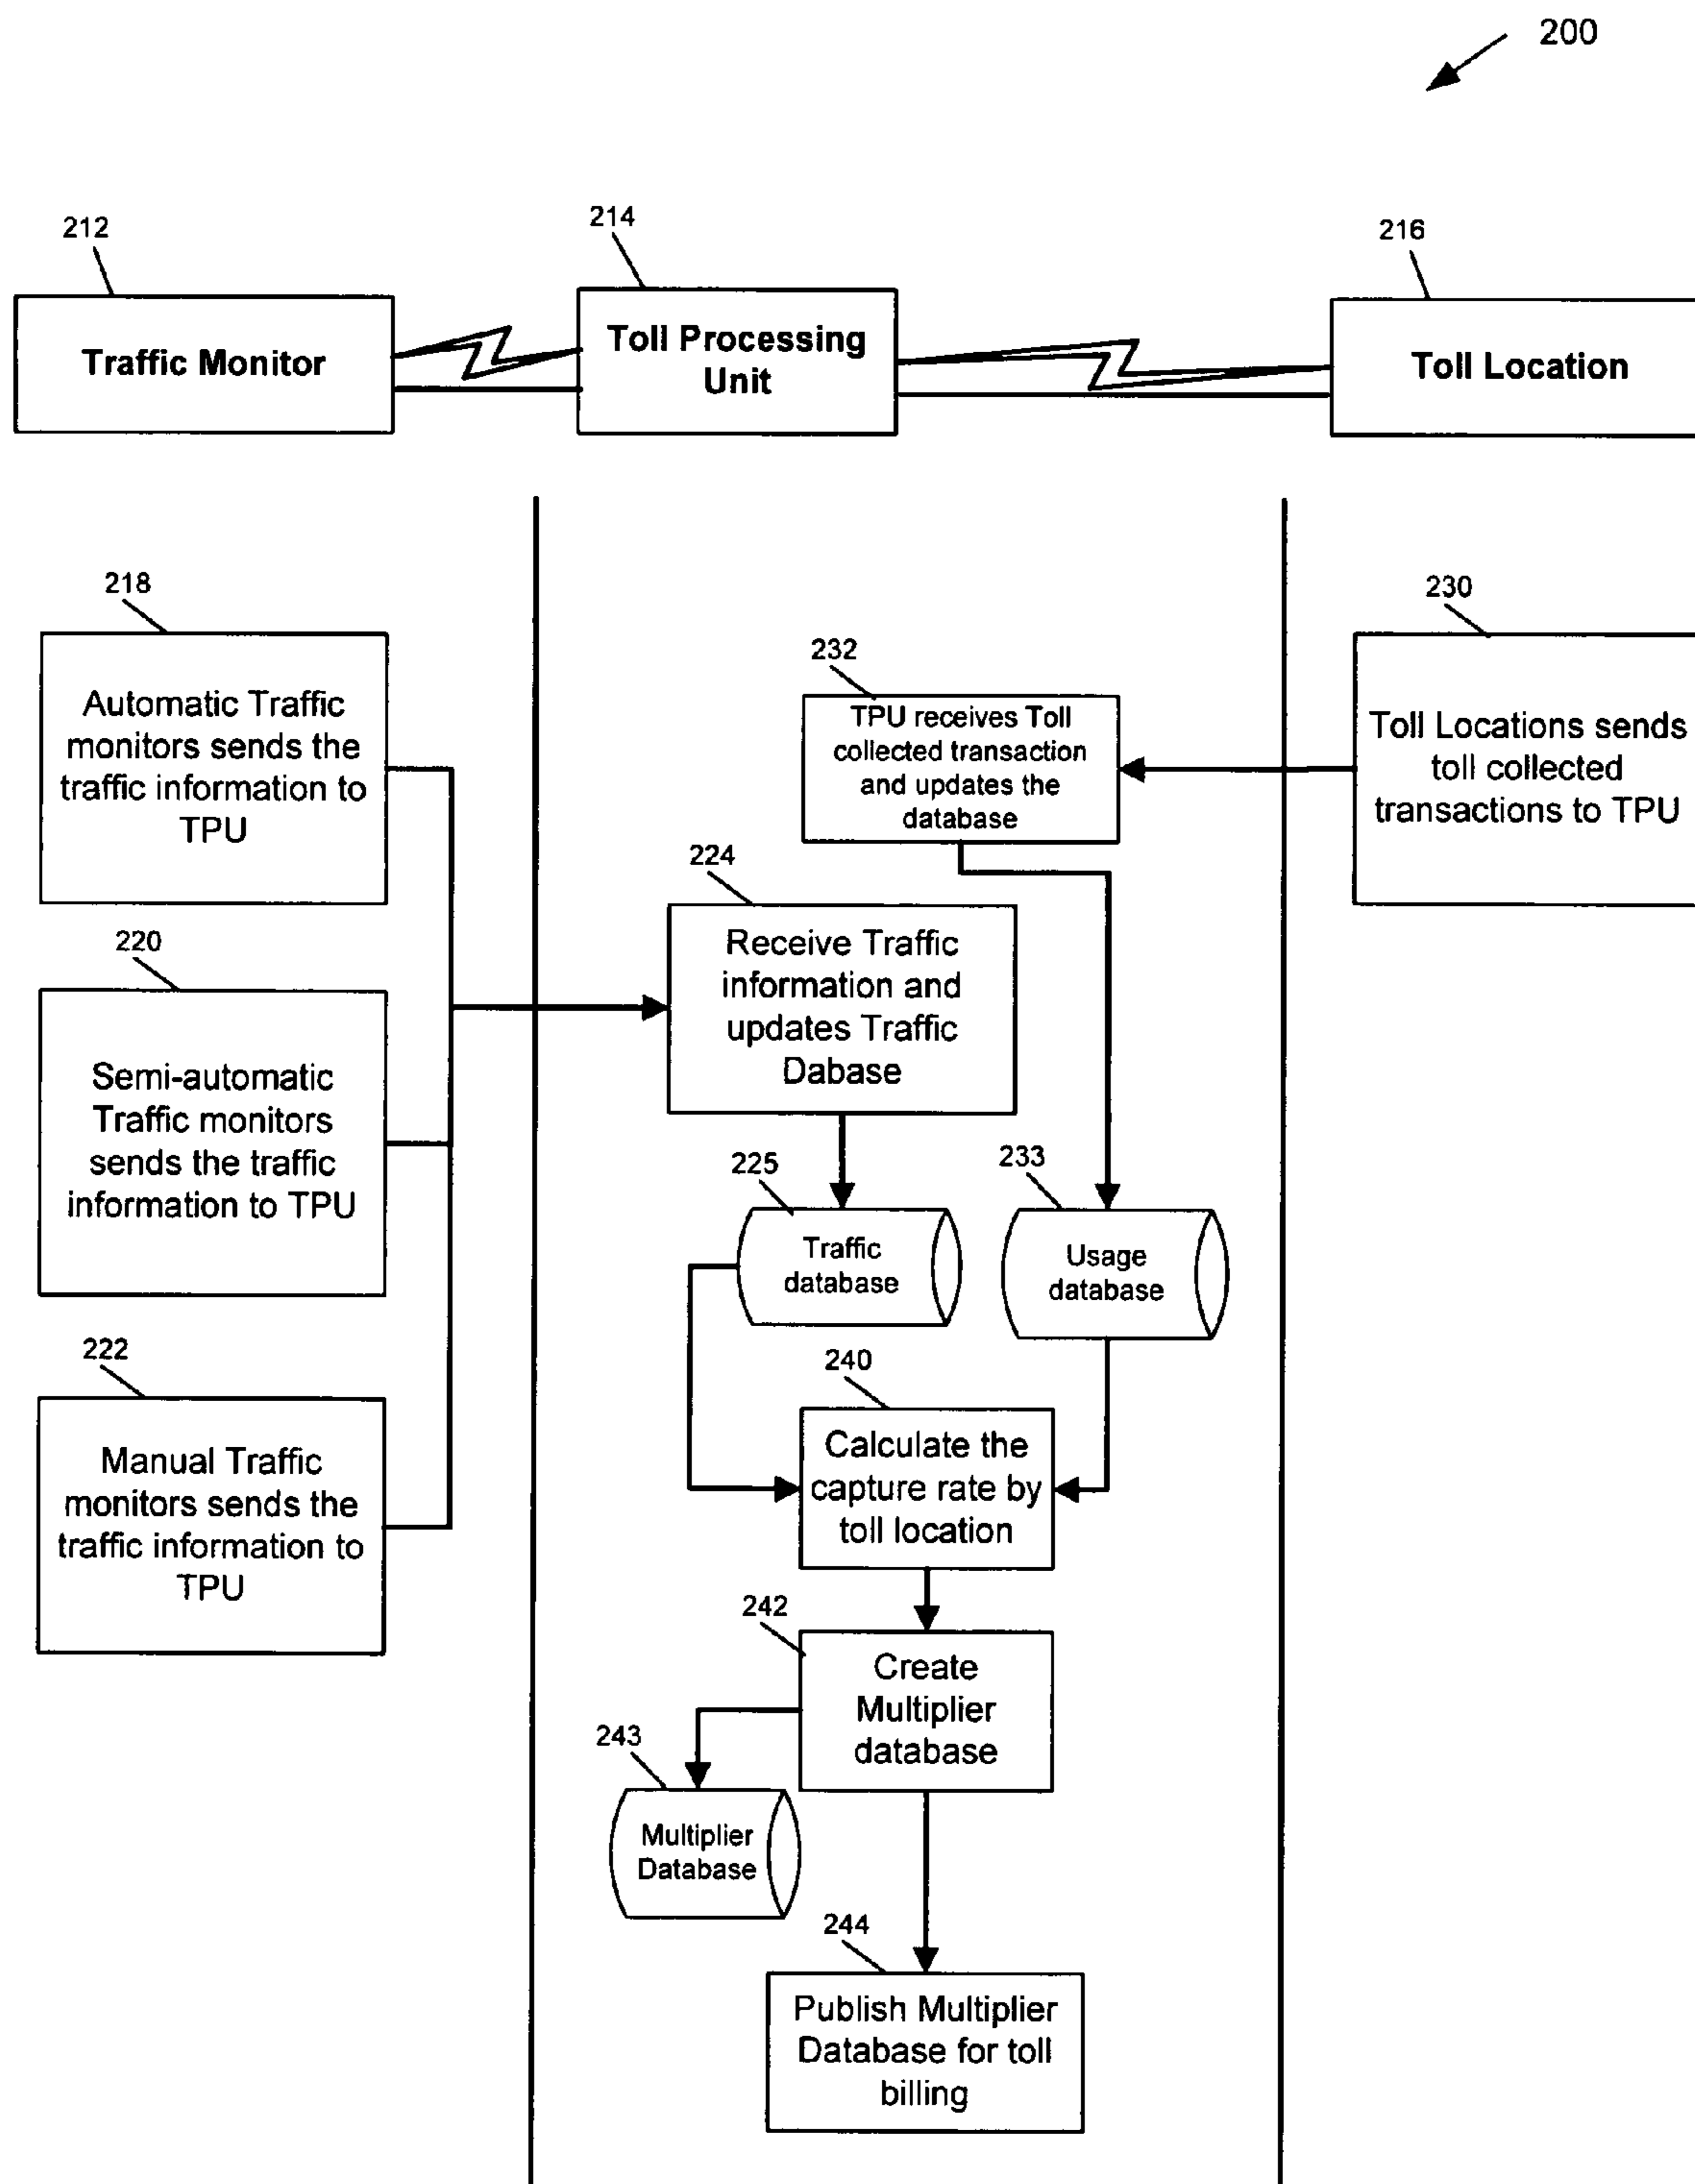 200
212
214
216
Traffic Monitor
Toll Processing
Unit
Toll Location
218
Automatic Traffic
monitors sends the
traffic information to
TPU
220
Semi-automatic
Traffic monitors
sends the traffic
information to TPU
222
Manual Traffic
monitors sends the
traffic information to
TPU
232
TPU receives Toll
collected transaction
and updates the
database
224
Receive Traffic
information and
updates Traffic
Dabase
225
Traffic
database
233
Usage
database
240
Calculate the
capture rate by
toll location
242
Create
Multiplier
database
243
Multiplier
Database
244
Publish Multiplier
Database for toll
billing
230
Toll Locations sends
toll collected
transactions to TPU